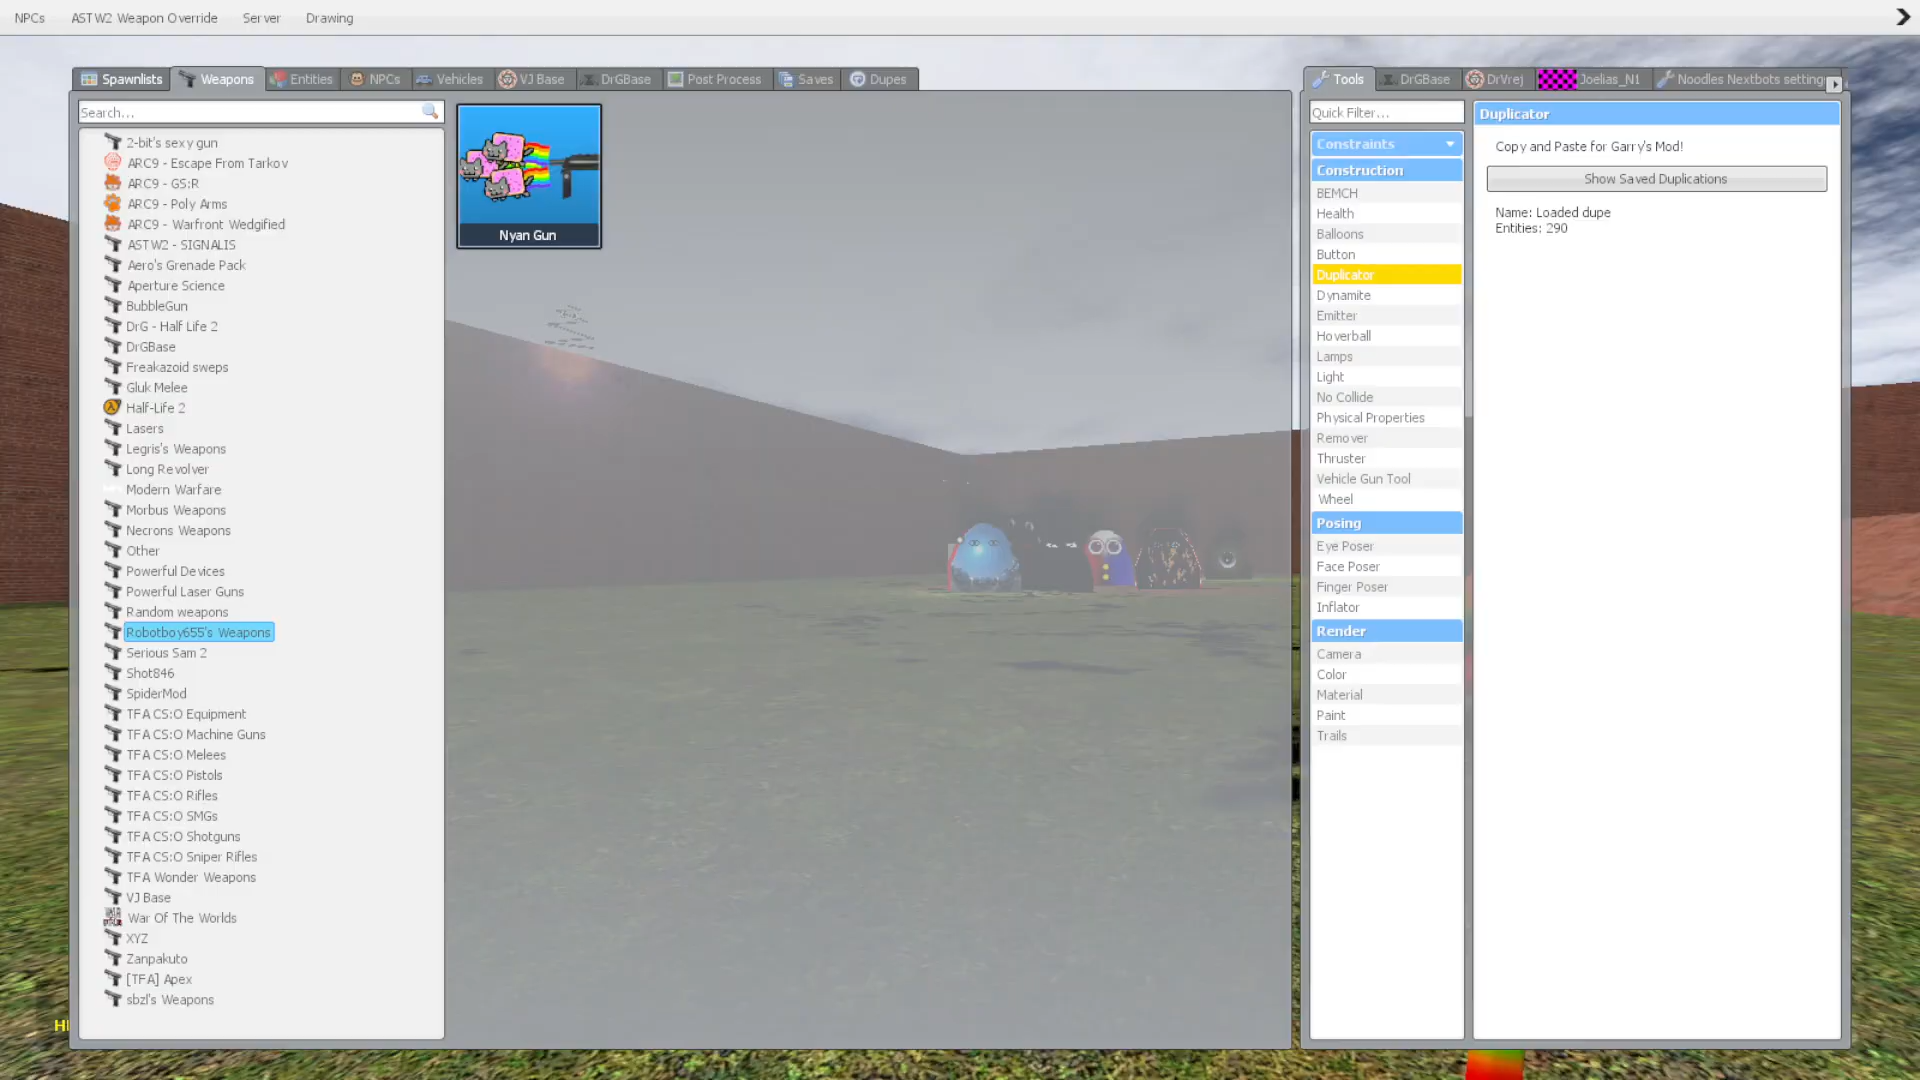 NPCs ASTW2 Weapon Override Server Drawing
Spawnlists Weapons Entities NPCs Vehicles VJ Base DrGBase Post Process Saves Dupes
Search...
2-bit's sexy gun
ARC9 - Escape From Tarkov
ARC9 - GS:R
ARC9 - Poly Arms
ARC9 - Warfront Wedgified
ASTW2 - SIGNALIS
Aero's Grenade Pack
Aperture Science
BubbleGun
DrG - Half Life 2
DrGBase
Freakazoid sweps
Gluk Melee
Half-Life 2
Lasers
Legris's Weapons
Long Revolver
Modern Warfare
Morbus Weapons
Necrons Weapons
Other
Powerful Devices
Powerful Laser Guns
Random weapons
Robotboy655's Weapons
Serious Sam 2
Shot846
SpiderMod
TFA CS:O Equipment
TFA CS:O Machine Guns
TFA CS:O Melees
TFA CS:O Pistols
TFA CS:O Rifles
TFA CS:O SMGs
TFA CS:O Shotguns
TFA CS:O Sniper Rifles
TFA Wonder Weapons
VJ Base
War Of The Worlds
XYZ
Zanpakuto
[TFA] Apex
sbzl's Weapons
Nyan Gun
Tools DrGBase DrVrej Joelias_N1 Noodles Nextbots setting
Quick Filter...
Constraints
Construction
BEMCH
Health
Balloons
Button
Duplicator
Dynamite
Emitter
Hoverball
Lamps
Light
No Collide
Physical Properties
Remover
Thruster
Vehicle Gun Tool
Wheel
Posing
Eye Poser
Face Poser
Finger Poser
Inflator
Render
Camera
Color
Material
Paint
Trails
Duplicator
Copy and Paste for Garry's Mod!
Show Saved Duplications
Name: Loaded dupe
Entities: 290